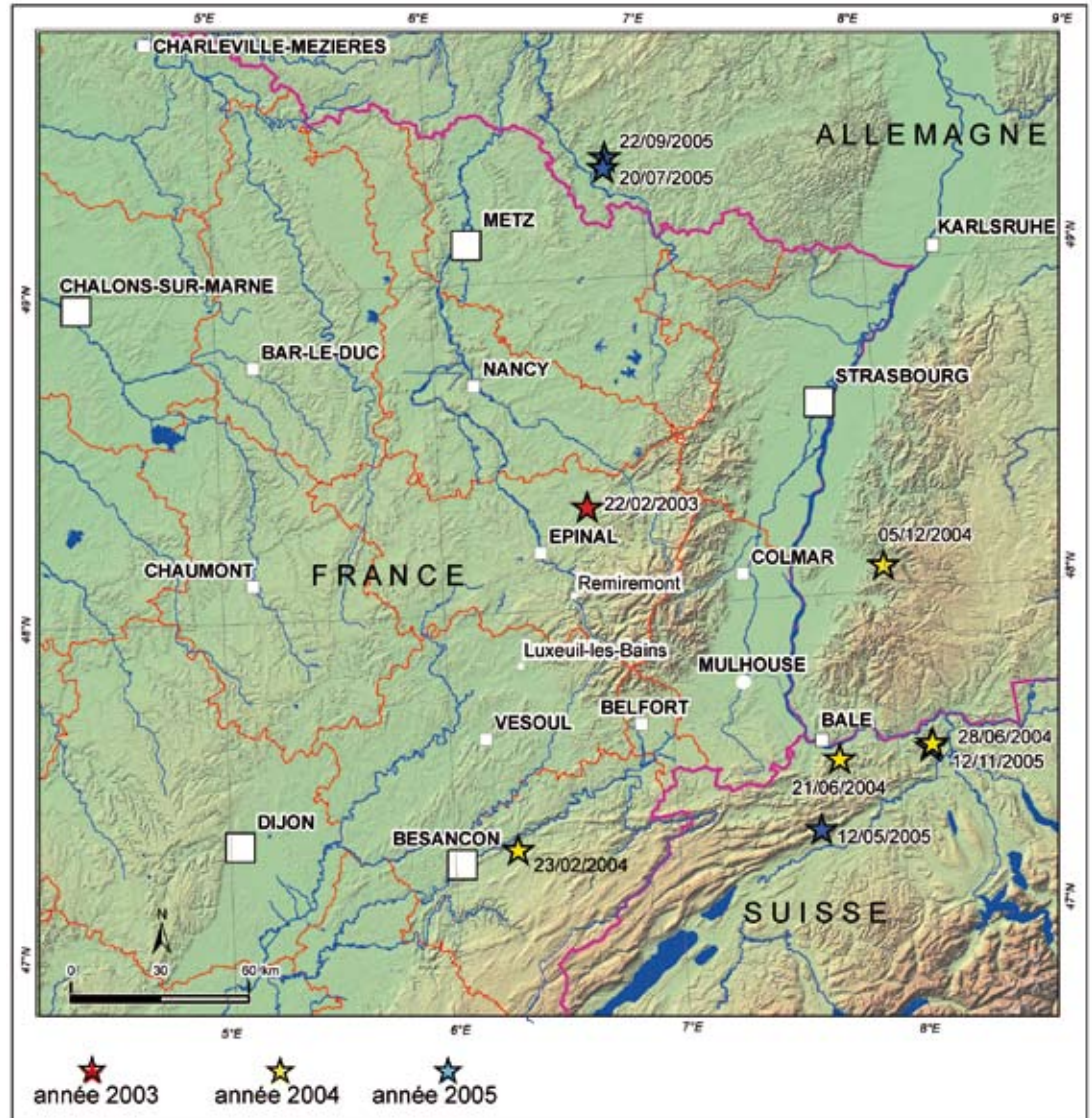 5°E
6°E
7°E
8°E
9°E
CHARLEVILLE-MEZIERES
ALLEMAGNE
22/09/2005
20/07/2005
METZ
KARLSRUHE
49°N
49°N
CHALONS-SUR-MARNE
BAR-LE-DUC
NANCY
STRASBOURG
22/02/2003
EPINAL
05/12/2004
COLMAR
48°N
CHAUMONT
FRANCE
Remiremont
48°N
Luxeuil-les-Bains
MULHOUSE
BELFORT
VESOUL
BALE
28/06/2004
12/11/2005
21/06/2004
DIJON
BESANCON
12/05/2005
23/02/2004
47°N
SUISSE
N
47°N
0 30 60 km
5°E
6°E
7°E
8°E
année 2003
année 2004
année 2005